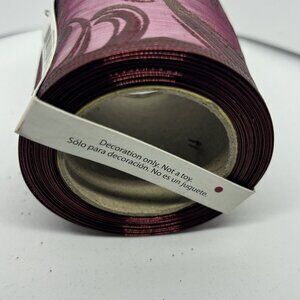 Decoration only. Not a toy.
Sólo para decoración. No es un juguete.